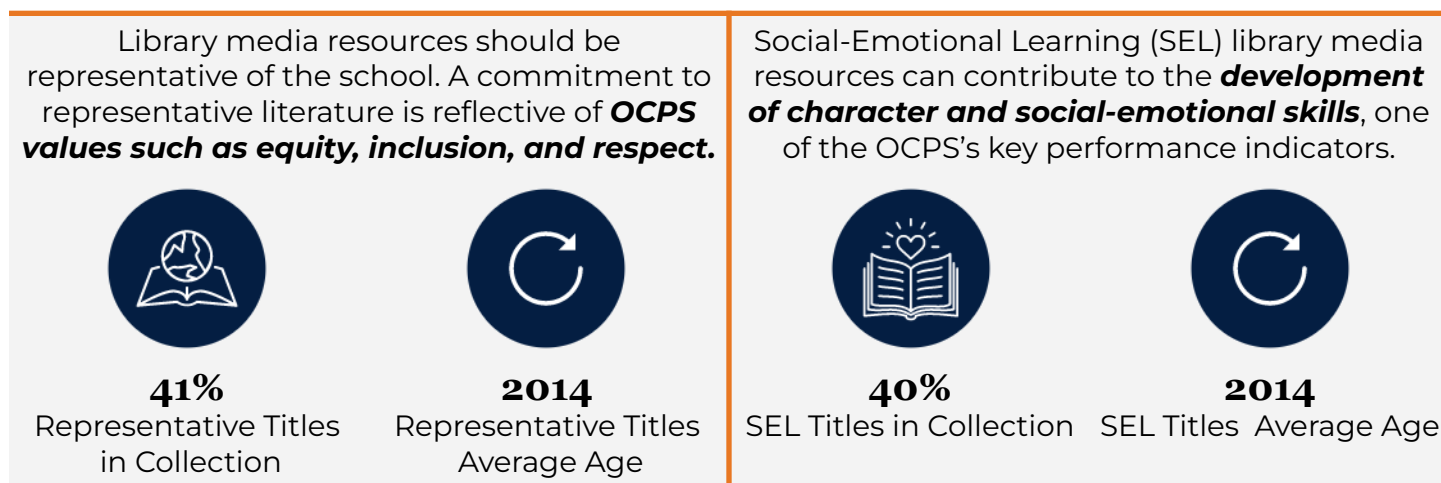 Library media resources should be
representative of the school. A commitment to
representative literature is reflective of OCPS
values such as equity, inclusion, and respect.
41%
Representative Titles
in Collection
2014
Representative Titles
Average Age
Social-Emotional Learning (SEL) library media
resources can contribute to the development
of character and social-emotional skills, one
of the OCPS's key performance indicators.
40%
SEL Titles in Collection
2014
SEL Titles  Average Age